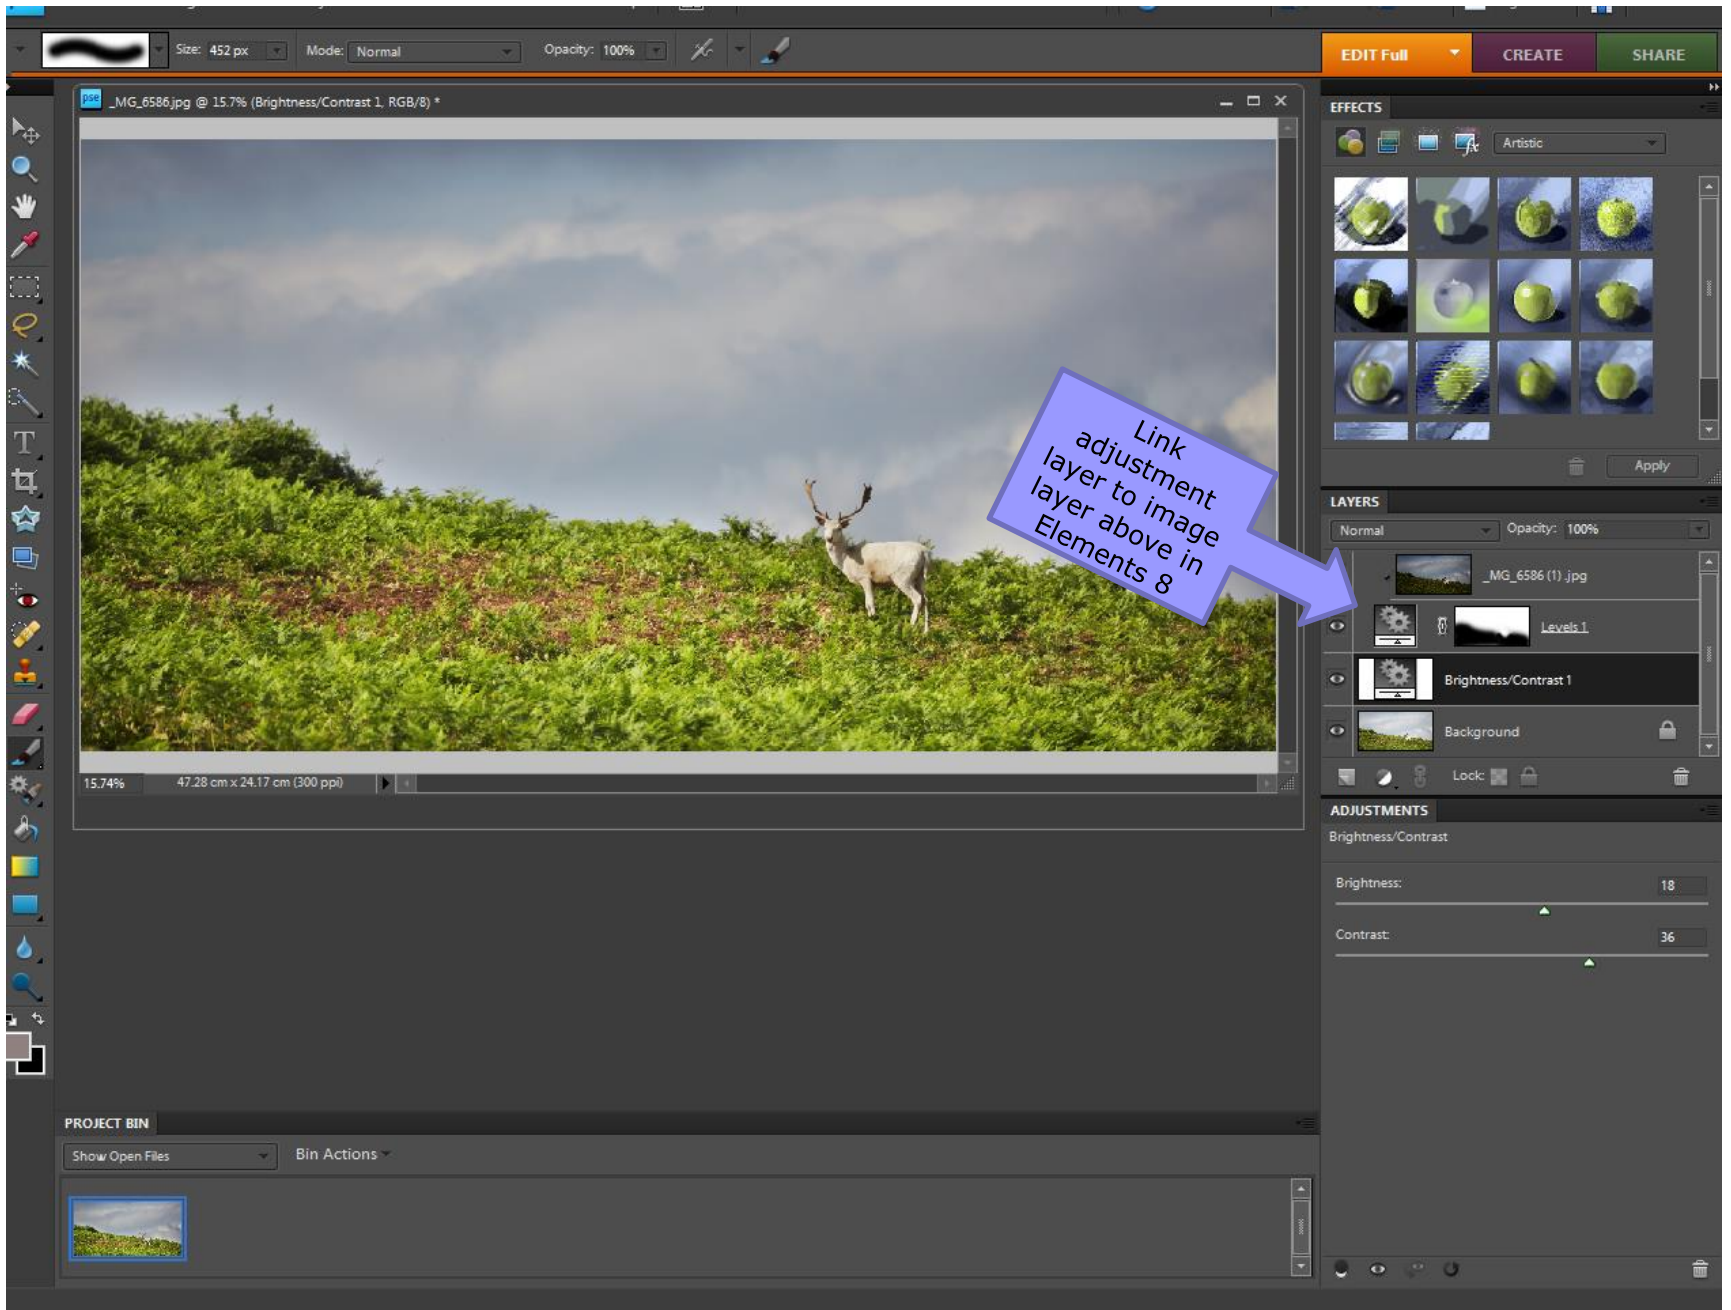 Size: 452 px
Mode: Normal
Opacity: 100%
EDIT Full
CREATE
SHARE
pse
_MG_6586.jpg @ 15.7% (Brightness/Contrast 1, RGB/8) *
EFFECTS
Artistic
Apply
Link
adjustment
layer to image
layer above in
Elements 8
LAYERS
Normal
Opacity: 100%
_MG_6586 (1) .jpg
Levels 1
Brightness/Contrast 1
Background
Lock:
15.74%
47.28 cm x 24.17 cm (300 ppi)
ADJUSTMENTS
Brightness/Contrast
Brightness:
18
Contrast:
36
PROJECT BIN
Show Open Files
Bin Actions